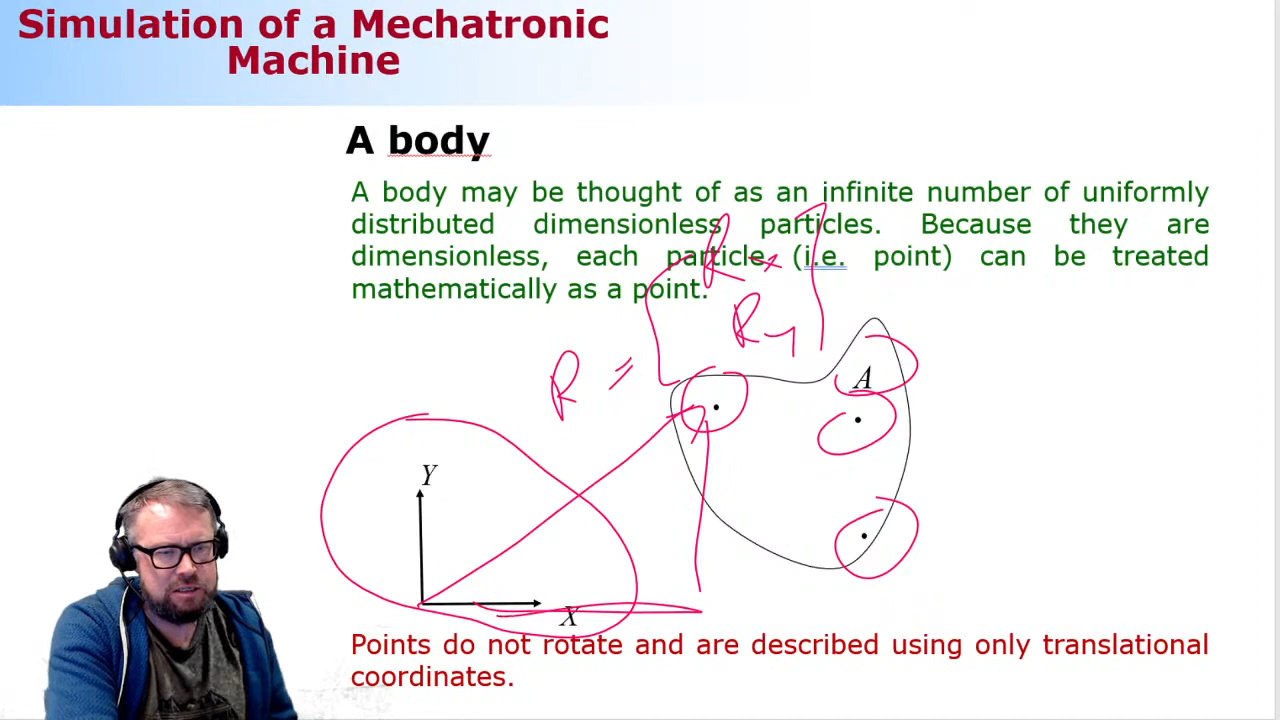 Simulation of a Mechatronic
Machine
A body
A body may be thought of as an infinite number of uniformly
distributed dimensionless particles. Because they are
dimensionless, each particle (i.e. point) can be treated
mathematically as a point.
Rx
R = Ry
A
Y
X
Points do not rotate and are described using only translational
coordinates.